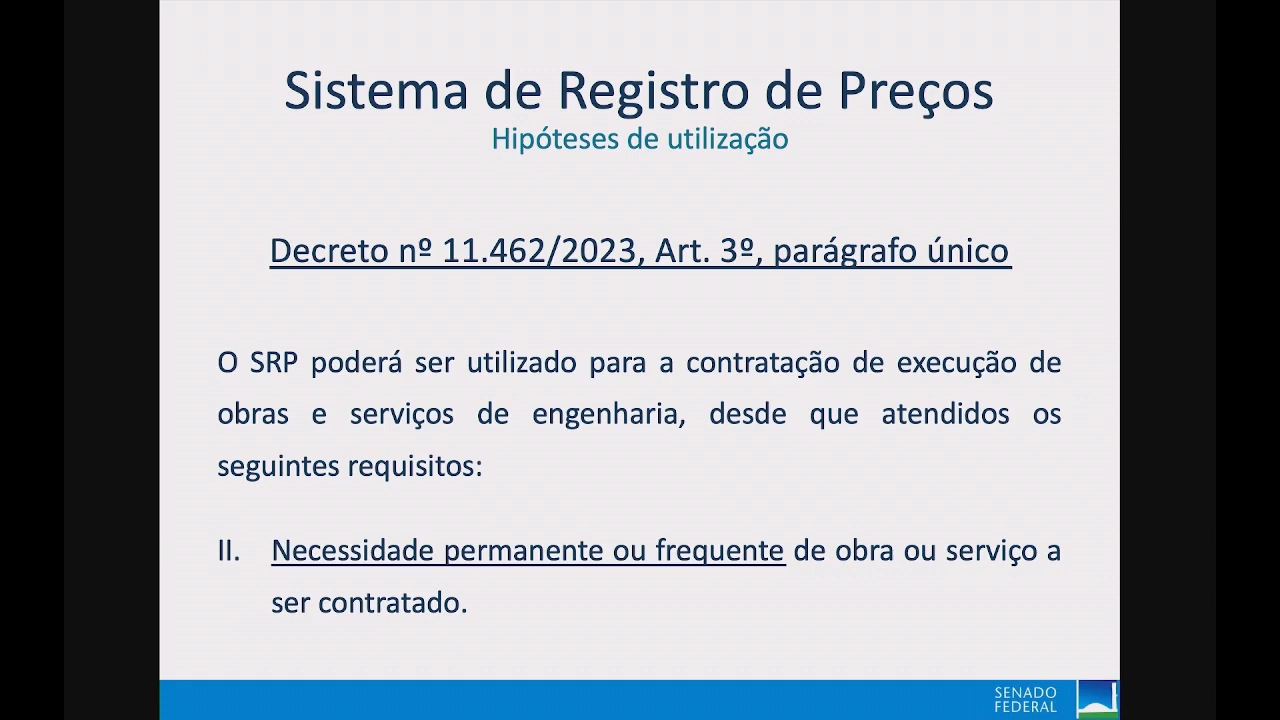 Sistema de Registro de Preços
Hipóteses de utilização
Decreto nº 11.462/2023, Art. 3º, parágrafo único
O SRP poderá ser utilizado para a contratação de execução de
obras e serviços de engenharia, desde que atendidos os
seguintes requisitos:
II. Necessidade permanente ou frequente de obra ou serviço a
ser contratado.
SENADO
FEDERAL